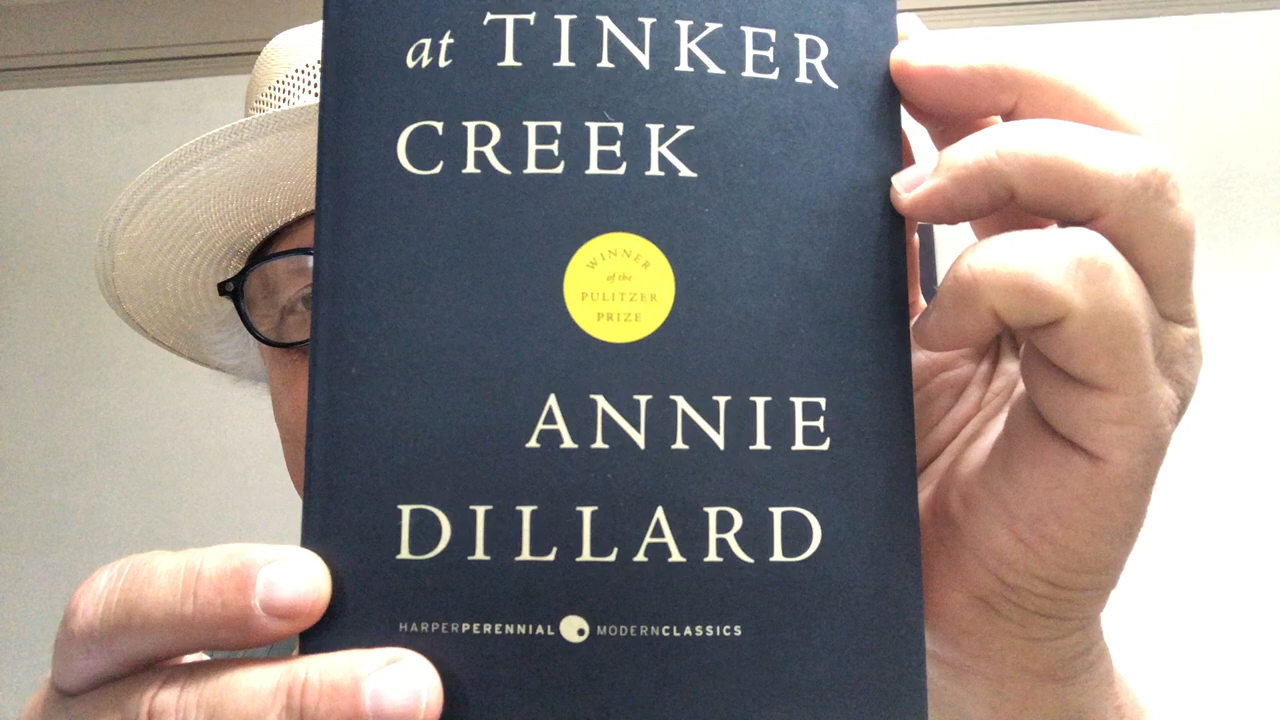 at TINKER
CREEK
WINNER
of the
PULITZER
PRIZE
ANNIE
DILLARD
HARPERPERENNIAL MODERNCLASSICS